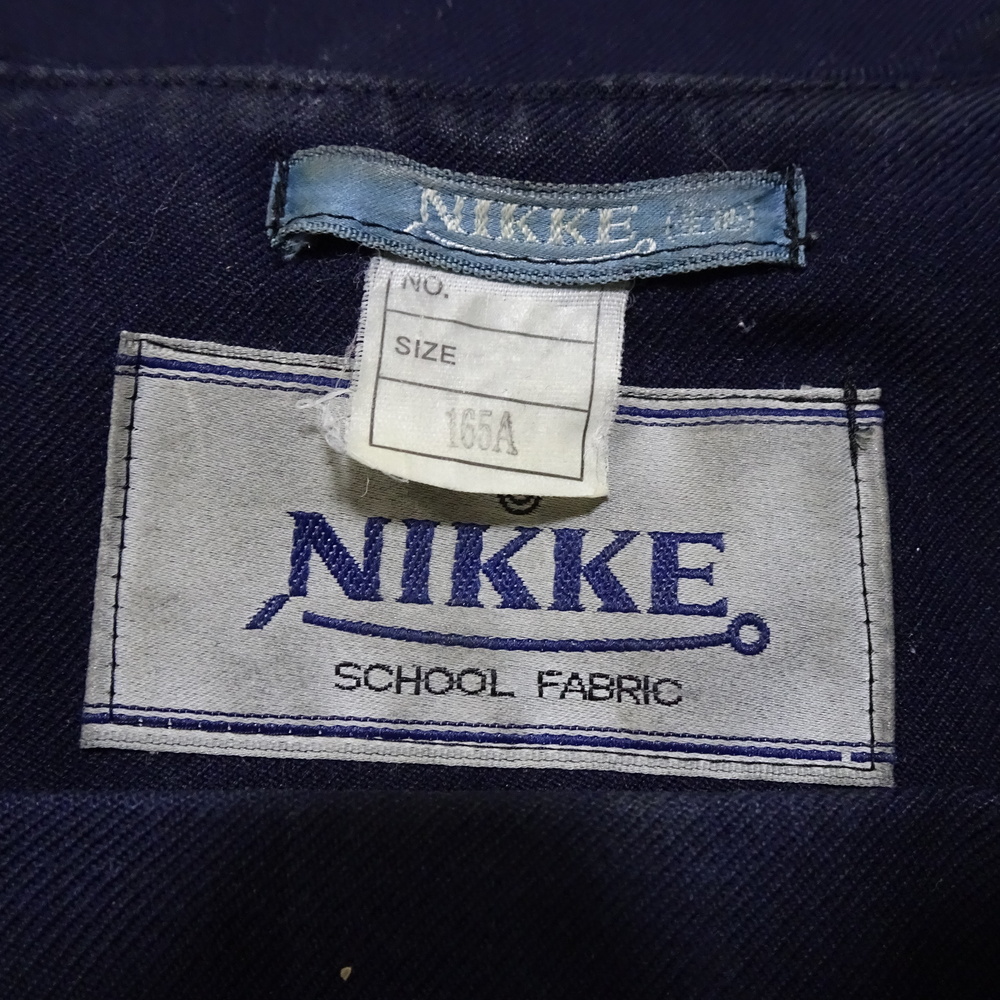 NIKKE
NO.
SIZE
165A
NIKKE
SCHOOL FABRIC